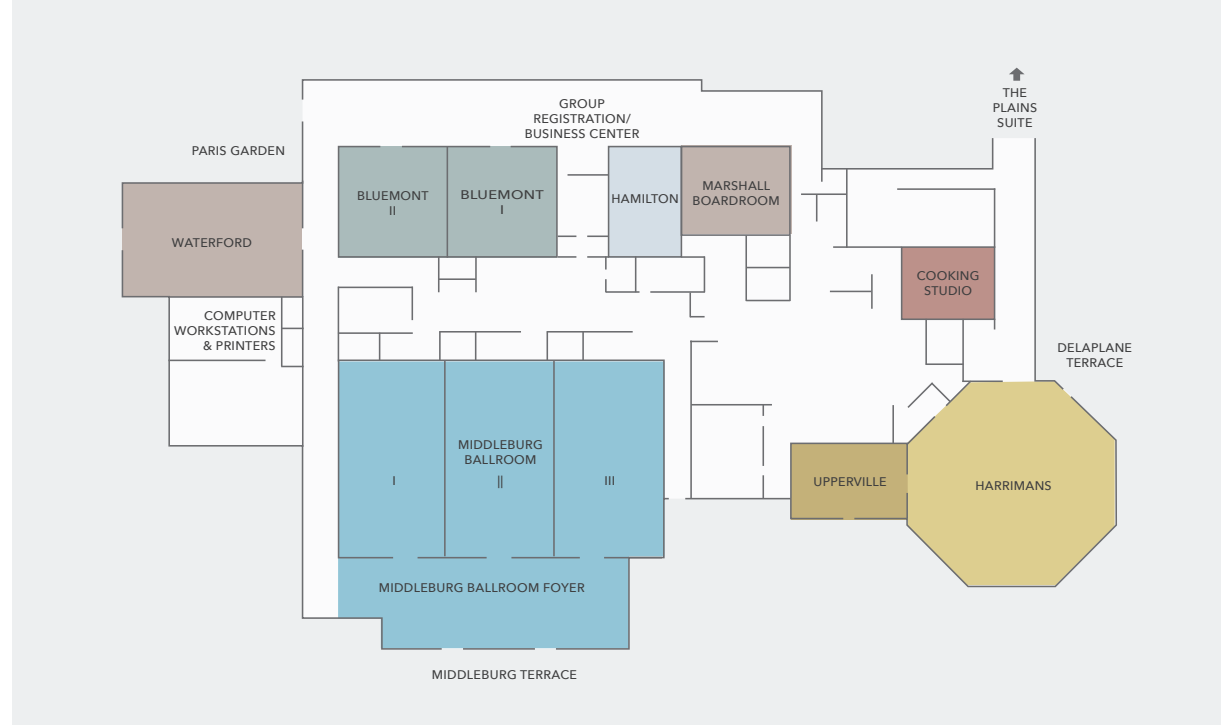 THE
PLAINS
SUITE
GROUP
REGISTRATION/
BUSINESS CENTER
PARIS GARDEN
BLUEMONT
II
BLUEMONT
I
HAMILTON
MARSHALL
BOARDROOM
WATERFORD
COOKING
STUDIO
COMPUTER
WORKSTATIONS
& PRINTERS
DELAPLANE
TERRACE
MIDDLEBURG
BALLROOM
I
II
III
UPPERVILLE
HARRIMANS
MIDDLEBURG BALLROOM FOYER
MIDDLEBURG TERRACE